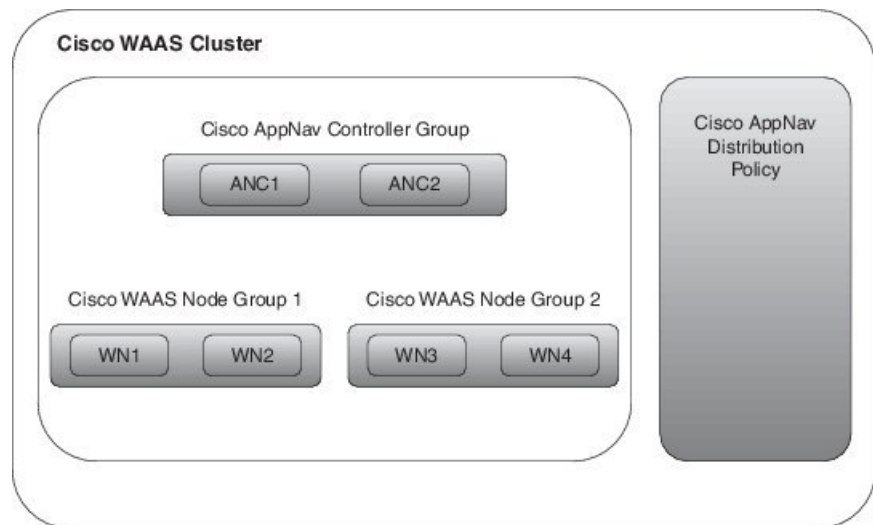 Cisco WAAS Cluster
Cisco AppNav Controller Group
ANC1
ANC2
Cisco WAAS Node Group 1
WN1
WN2
Cisco WAAS Node Group 2
WN3
WN4
Cisco AppNav
Distribution
Policy